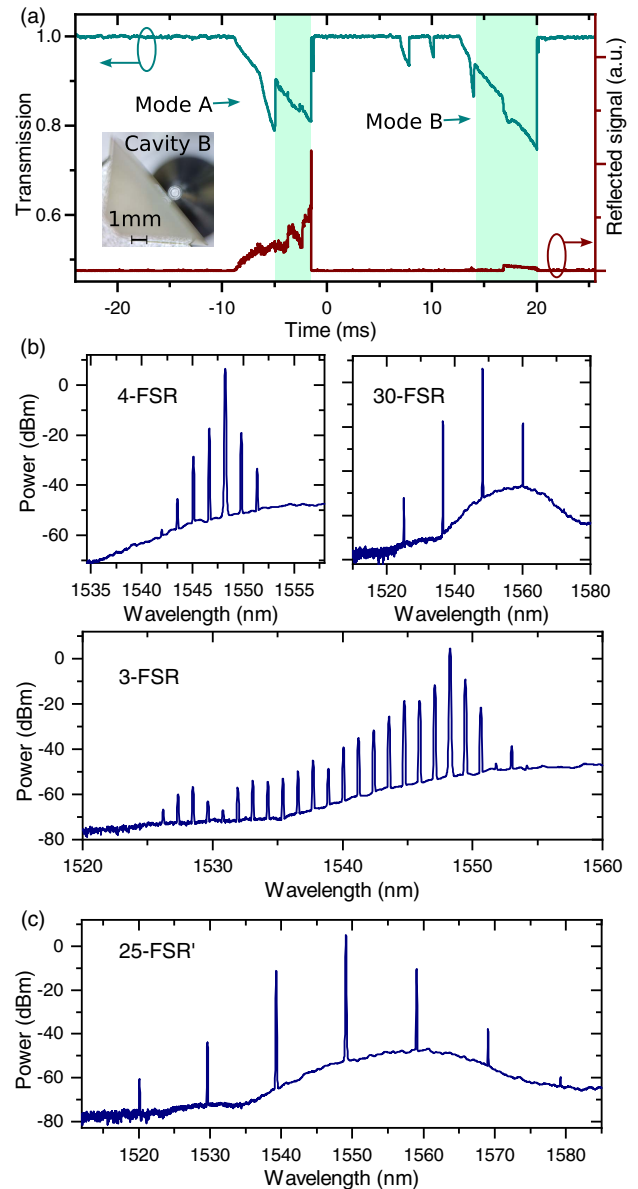 (a)
1.0
0.8
0.6
Transmission
Reflected signal (a.u.)
Mode A
Mode B
Cavity B
1mm
-20 -10 0 10 20
Time (ms)
(b)
4-FSR
0
-20
-40
-60
Power (dBm)
1535 1540 1545 1550 1555
Wavelength (nm)
30-FSR
1520 1540 1560 1580
Wavelength (nm)
3-FSR
0
-20
-40
-60
-80
Power (dBm)
1520 1530 1540 1550 1560
Wavelength (nm)
(c)
25-FSR'
0
-20
-40
-60
-80
Power (dBm)
1520 1530 1540 1550 1560 1570 1580
Wavelength (nm)